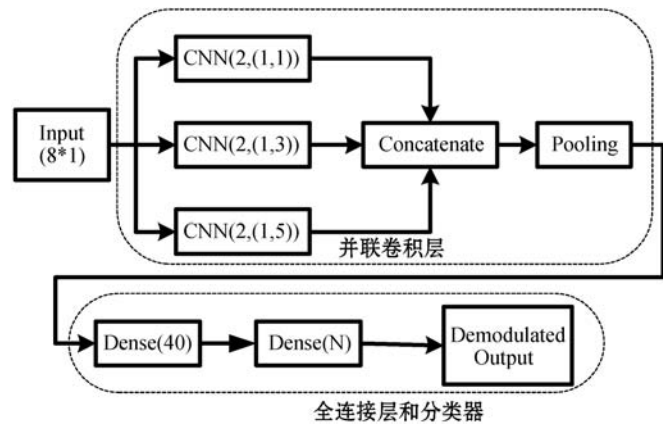 CNN(2,(1,1))
Input
(8*1)
CNN(2,(1,3))
Concatenate
Pooling
CNN(2,(1,5))
并联卷积层
Dense(40)
Dense(N)
Demodulated
Output
全连接层和分类器